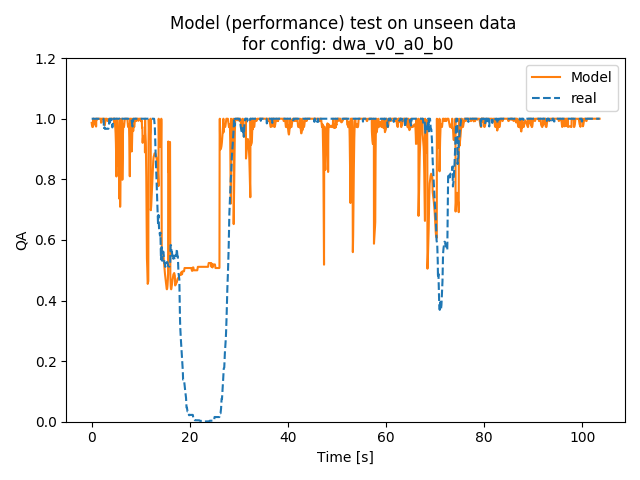 Model (performance) test on unseen data
for config: dwa_v0_a0_b0
Model
real
1.2
1.0
0.8
0.6
0.4
0.2
0.0
QA
0 20 40 60 80 100
Time [s]